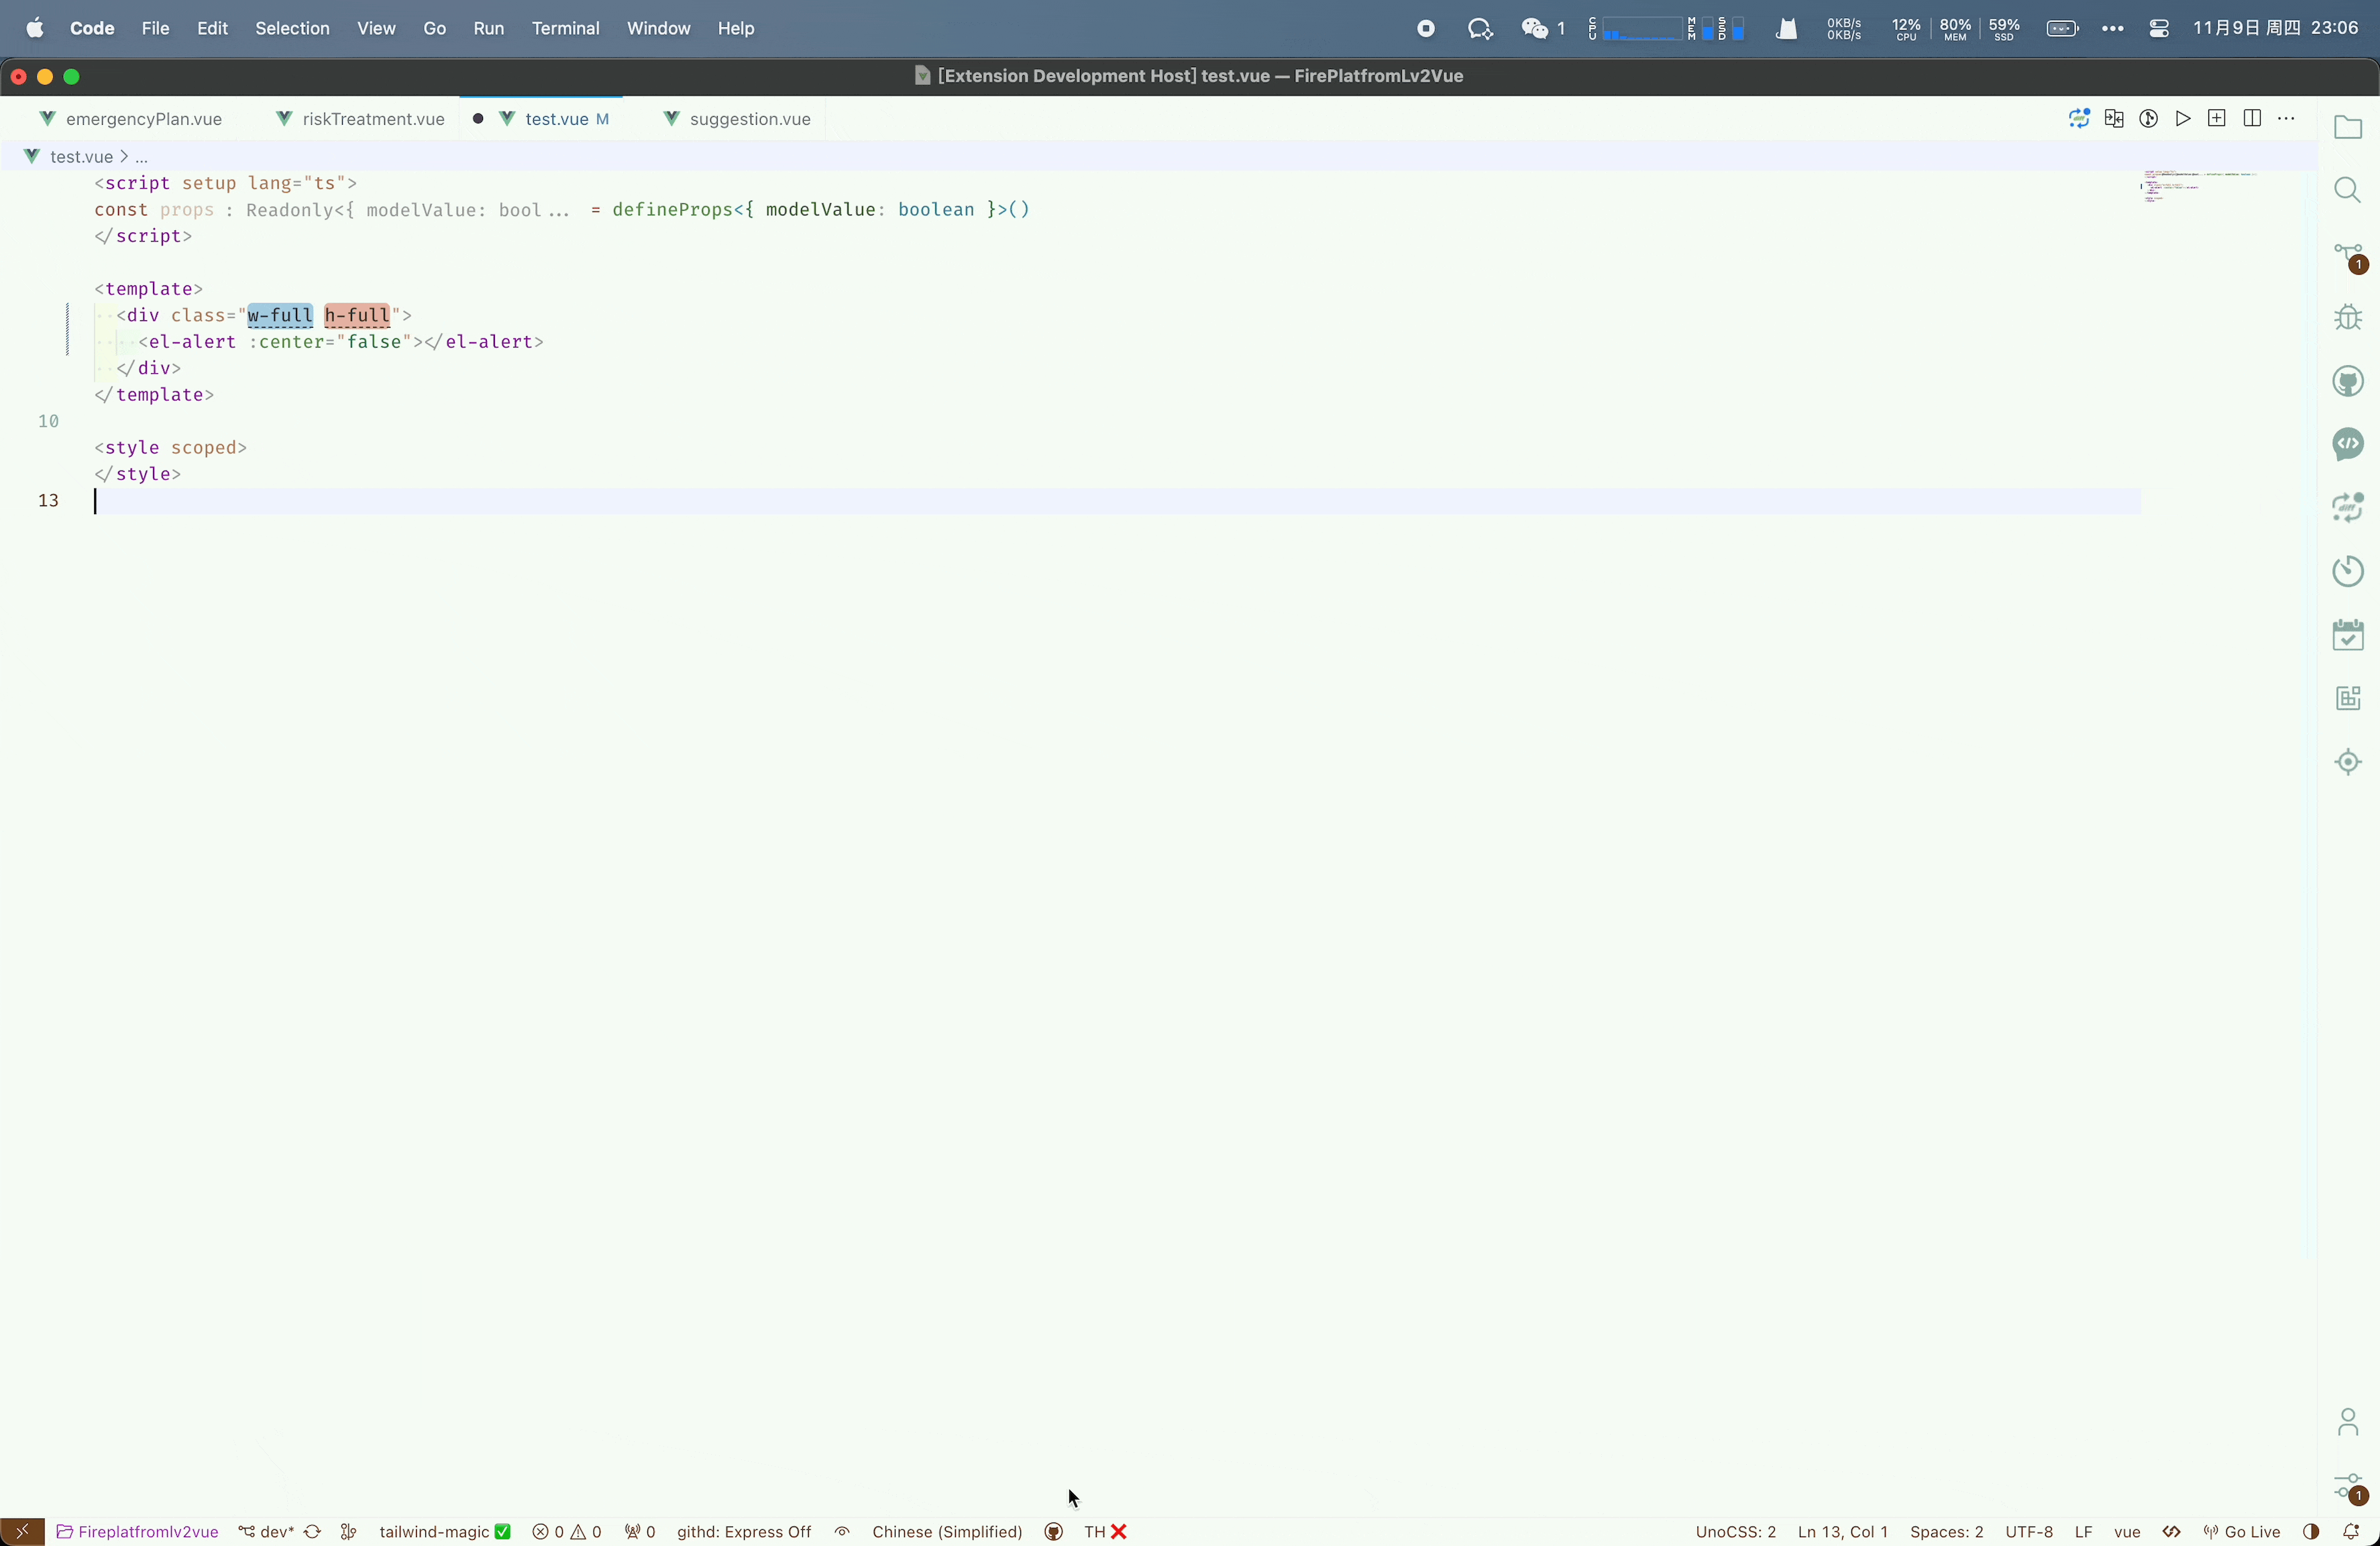 Code File Edit Selection View Go Run Terminal Window Help
1 CPU MEM SSD 0KB/s 0KB/s 12% CPU 80% MEM 59% SSD ••• 11月9日 周四 23:06
[Extension Development Host] test.vue — FirePlatfromLv2Vue
emergencyPlan.vue riskTreatment.vue test.vue M suggestion.vue
test.vue > ...
<script setup lang="ts">
const props : Readonly<{ modelValue: bool ... = defineProps<{ modelValue: boolean }>()
</script>
<template>
<div class="w-full h-full">
<el-alert :center="false"></el-alert>
</div>
</template>
10
<style scoped>
</style>
13
1
diff
1
Fireplatfromlv2vue dev* tailwind-magic ✅ 0 0 0 githd: Express Off Chinese (Simplified) TH❌ UnoCSS: 2 Ln 13, Col 1 Spaces: 2 UTF-8 LF vue Go Live